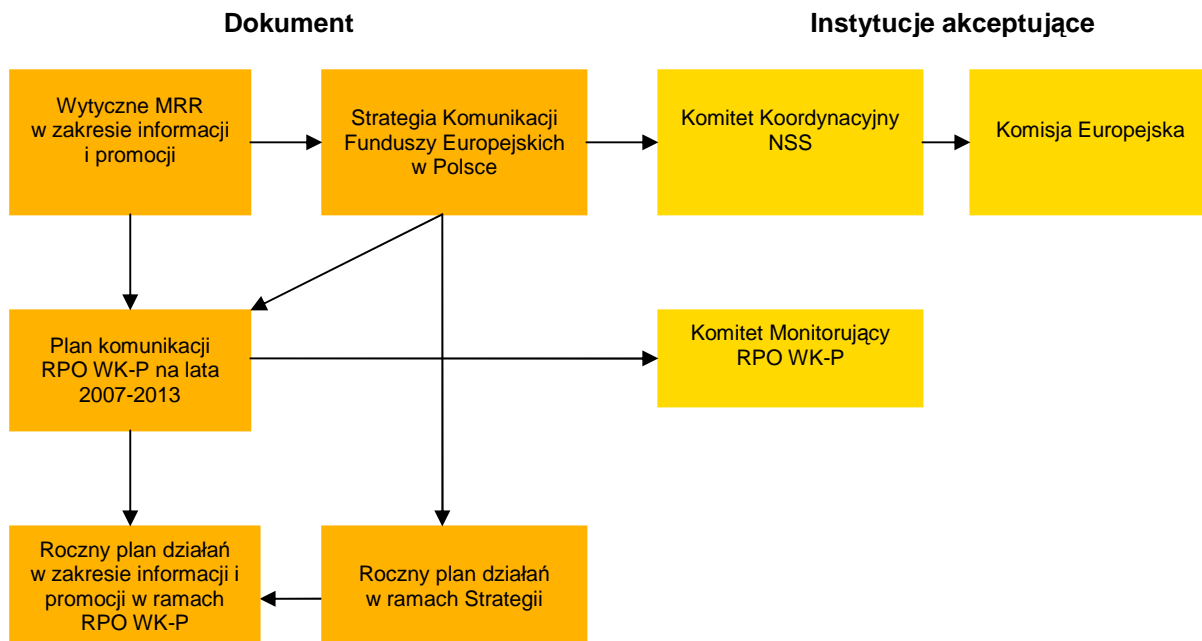 Dokument
Instytucje akceptujące
Wytyczne MRR
w zakresie informacji
i promocji
Strategia Komunikacji
Funduszy Europejskich
w Polsce
Komitet Koordynacyjny
NSS
Komisja Europejska
Plan komunikacji
RPO WK-P na lata
2007-2013
Komitet Monitorujący
RPO WK-P
Roczny plan działań
w zakresie informacji i
promocji w ramach
RPO WK-P
Roczny plan działań
w ramach Strategii